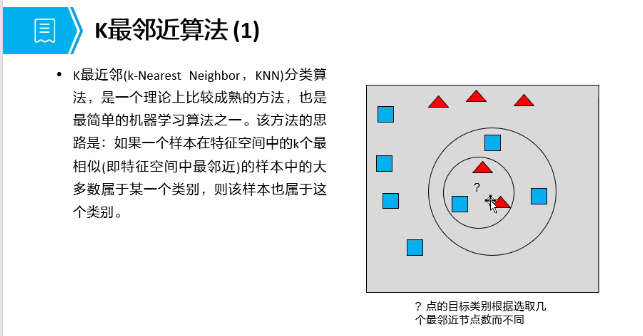 K最邻近算法 (1)
• K最近邻(k-Nearest Neighbor，KNN)分类算
法，是一个理论上比较成熟的方法，也是
最简单的机器学习算法之一。该方法的思
路是：如果一个样本在特征空间中的k个最
相似(即特征空间中最邻近)的样本中的大
多数属于某一个类别，则该样本也属于这
个类别。
?
？点的目标类别根据选取几
个最邻近节点数而不同